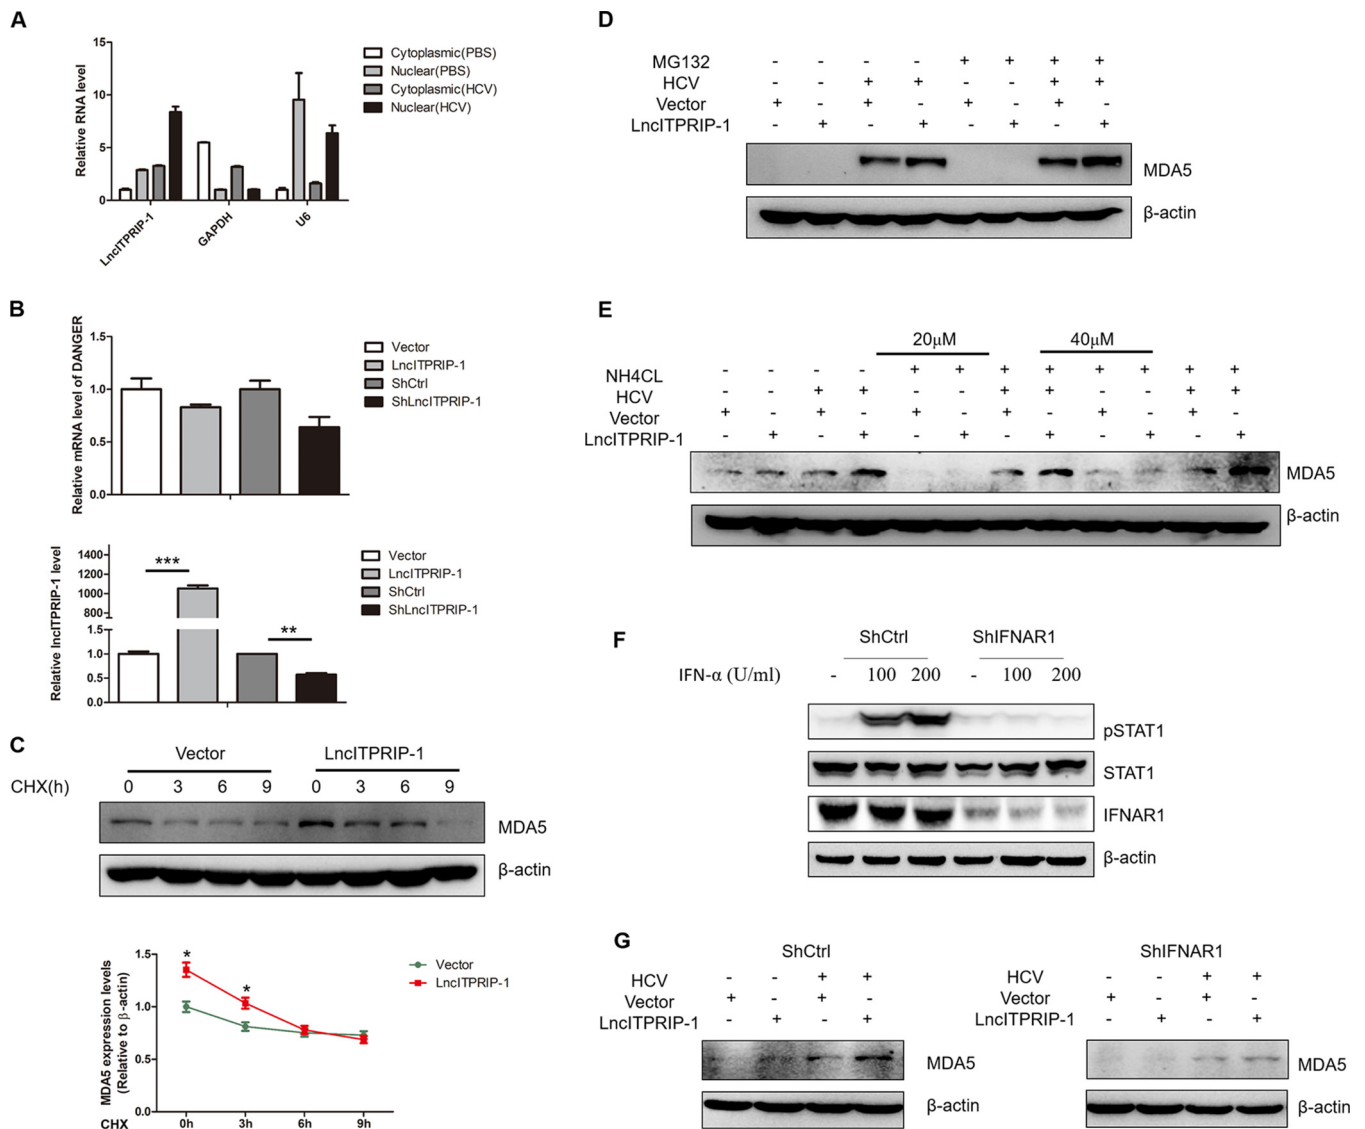 A
15
10
5
0
Relative RNA level
LncITPRIP-1
GAPDH
U6
Cytoplasmic(PBS)
Nuclear(PBS)
Cytoplasmic(HCV)
Nuclear(HCV)
B
1.5
1.0
0.5
0.0
Relative mRNA level of DANGER
Vector
LncITPRIP-1
ShCtrl
ShLncITPRIP-1
1400
1200
1000
800
1.5
1.0
0.5
0.0
Relative lncITPRIP-1 level
*** **
Vector
LncITPRIP-1
ShCtrl
ShLncITPRIP-1
C
Vector LncITPRIP-1
CHX(h) 0 3 6 9 0 3 6 9
MDA5
β-actin
1.5
1.0
0.5
0.0
MDA5 expression levels
(Relative to β-actin)
* *
CHX 0h 3h 6h 9h
Vector
LncITPRIP-1
D
MG132 - - - - + + + +
HCV - - + + - - + +
Vector + - + - + - + -
LncITPRIP-1 - + - + - + - +
MDA5
β-actin
E
20μM 40μM
NH4CL - - - - + + + + + + + +
HCV - - + + - - + + - - + +
Vector + - + - + - + - + - + -
LncITPRIP-1 - + - + - + - + - + - +
MDA5
β-actin
F
ShCtrl ShIFNAR1
IFN-α (U/ml) - 100 200 - 100 200
pSTAT1
STAT1
IFNAR1
β-actin
G
ShCtrl
HCV - - + +
Vector + - + -
LncITPRIP-1 - + - +
MDA5
β-actin
ShIFNAR1
HCV - - + +
Vector + - + -
LncITPRIP-1 - + - +
MDA5
β-actin